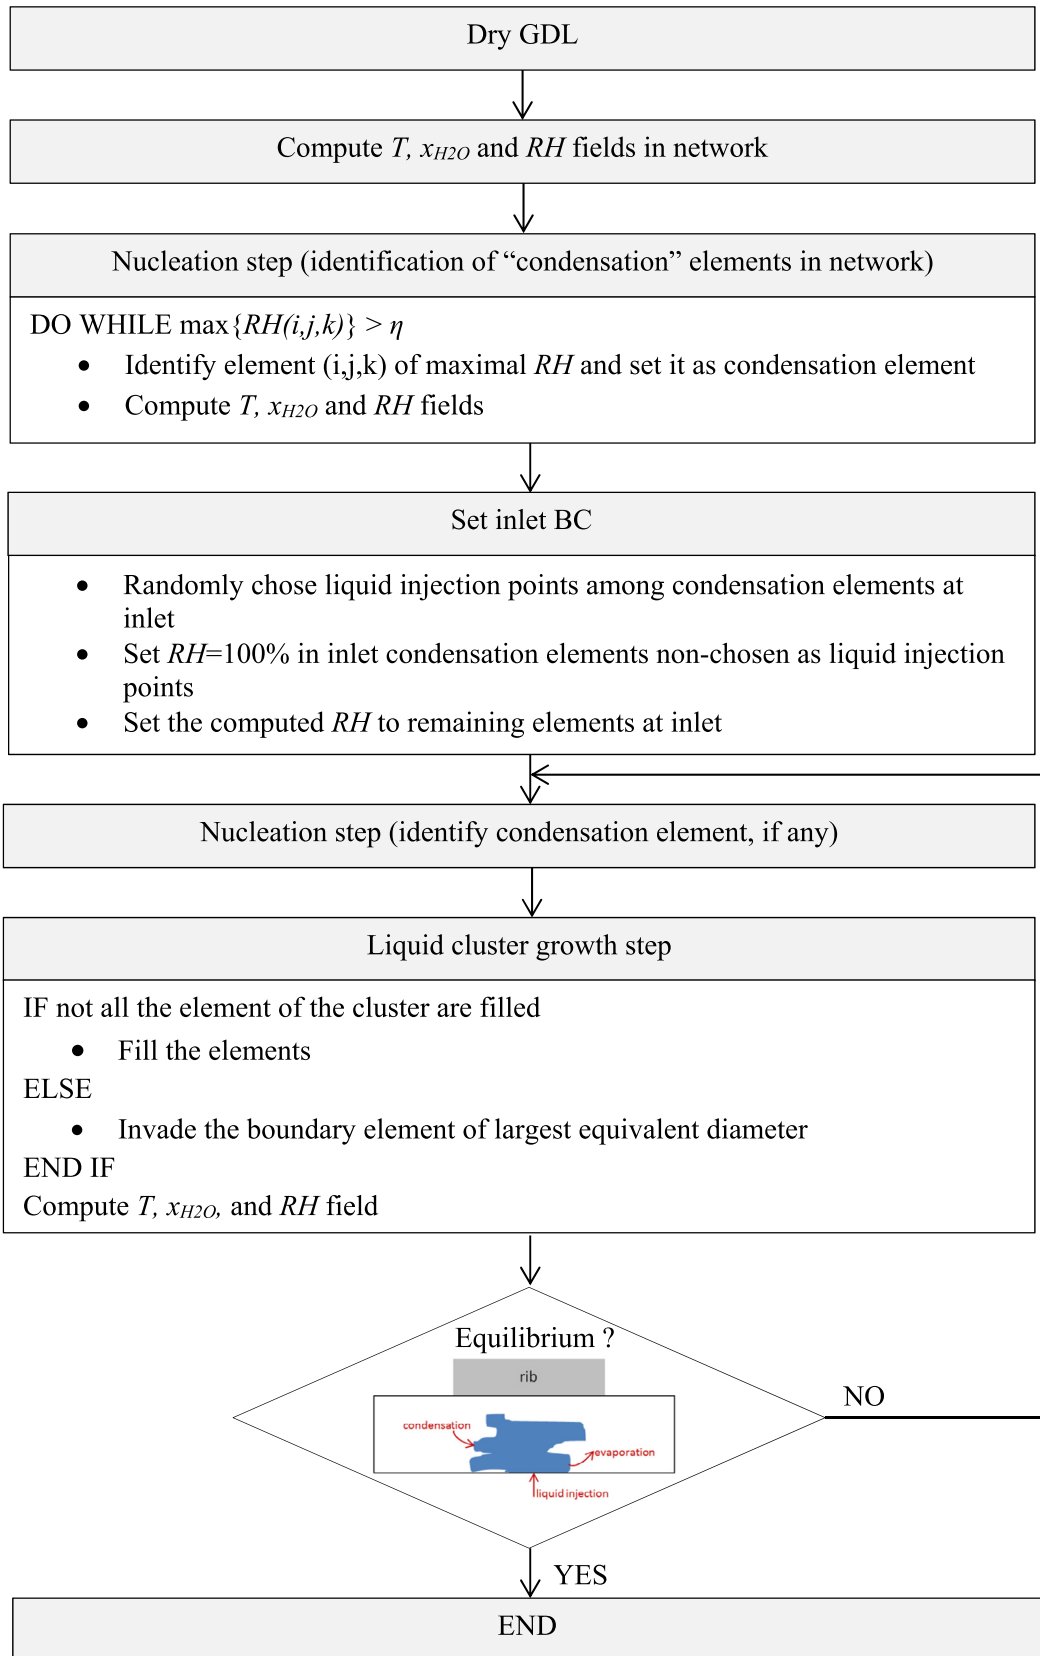 Dry GDL
Compute T, xH2O and RH fields in network
Nucleation step (identification of “condensation” elements in network)
DO WHILE max{RH(i,j,k)} > η
• Identify element (i,j,k) of maximal RH and set it as condensation element
• Compute T, xH2O and RH fields
Set inlet BC
• Randomly chose liquid injection points among condensation elements at
inlet
• Set RH=100% in inlet condensation elements non-chosen as liquid injection
points
• Set the computed RH to remaining elements at inlet
Nucleation step (identify condensation element, if any)
Liquid cluster growth step
IF not all the element of the cluster are filled
• Fill the elements
ELSE
• Invade the boundary element of largest equivalent diameter
END IF
Compute T, xH2O, and RH field
Equilibrium ?
rib
NO
condensation
evaporation
liquid injection
YES
END